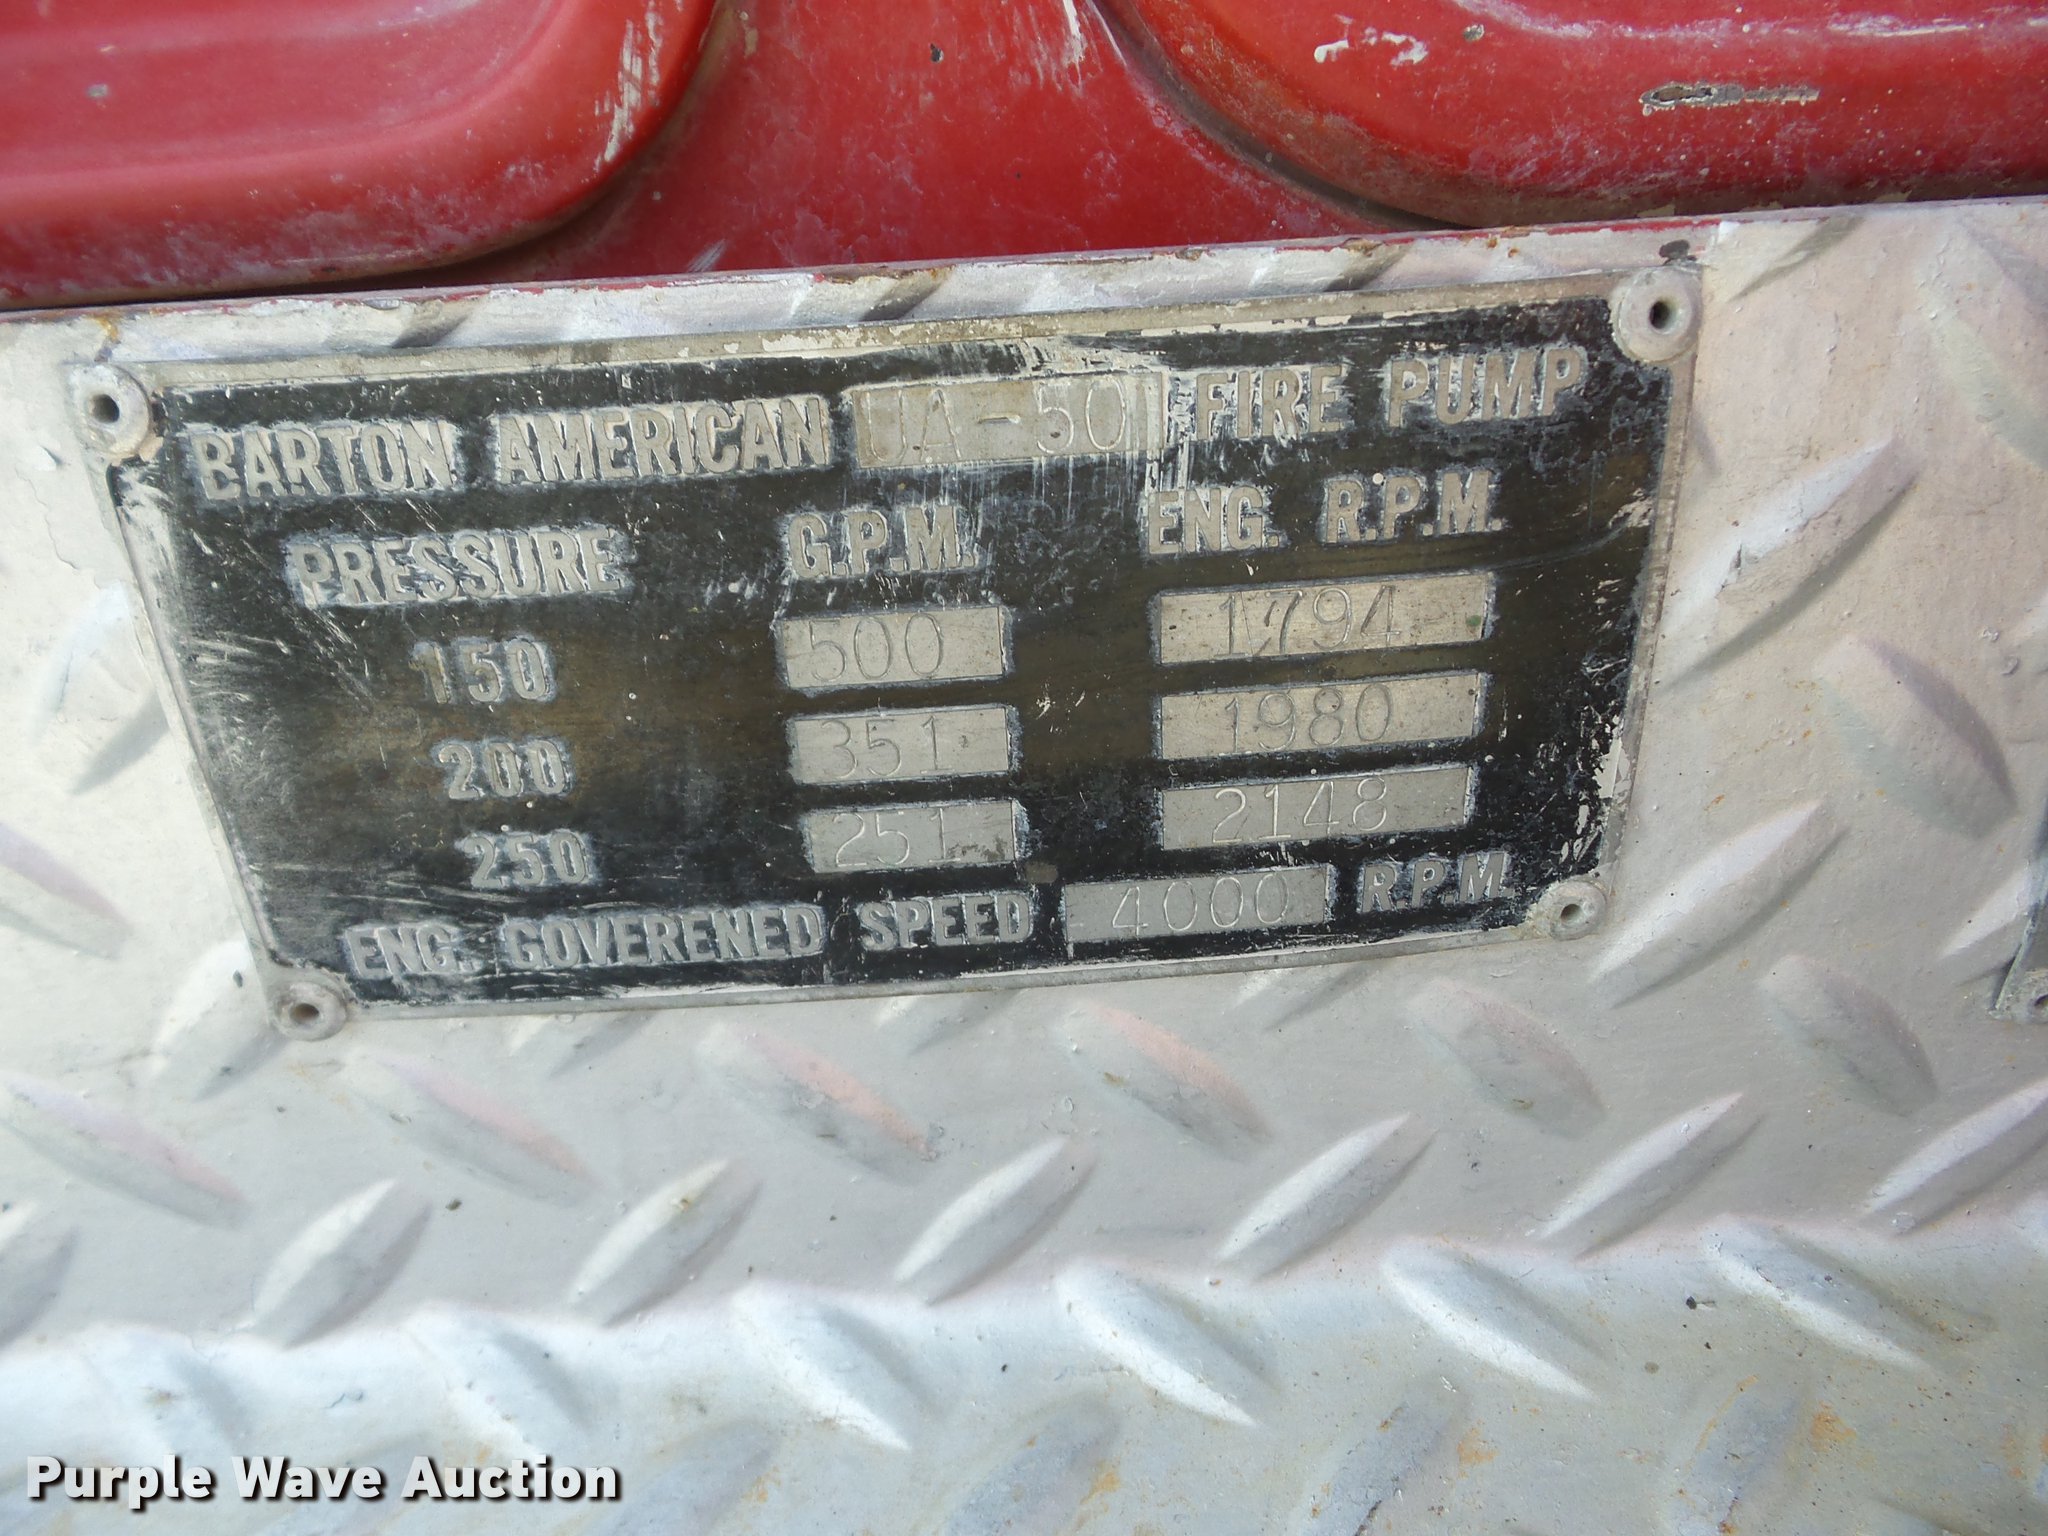 BARTON AMERICAN UA-50 FIRE PUMP
PRESSURE G.P.M. ENG. R.P.M.
150 500 1794
200 351 1980
250 251 2148
ENG. GOVERENED SPEED 4000 R.P.M.
Purple Wave Auction